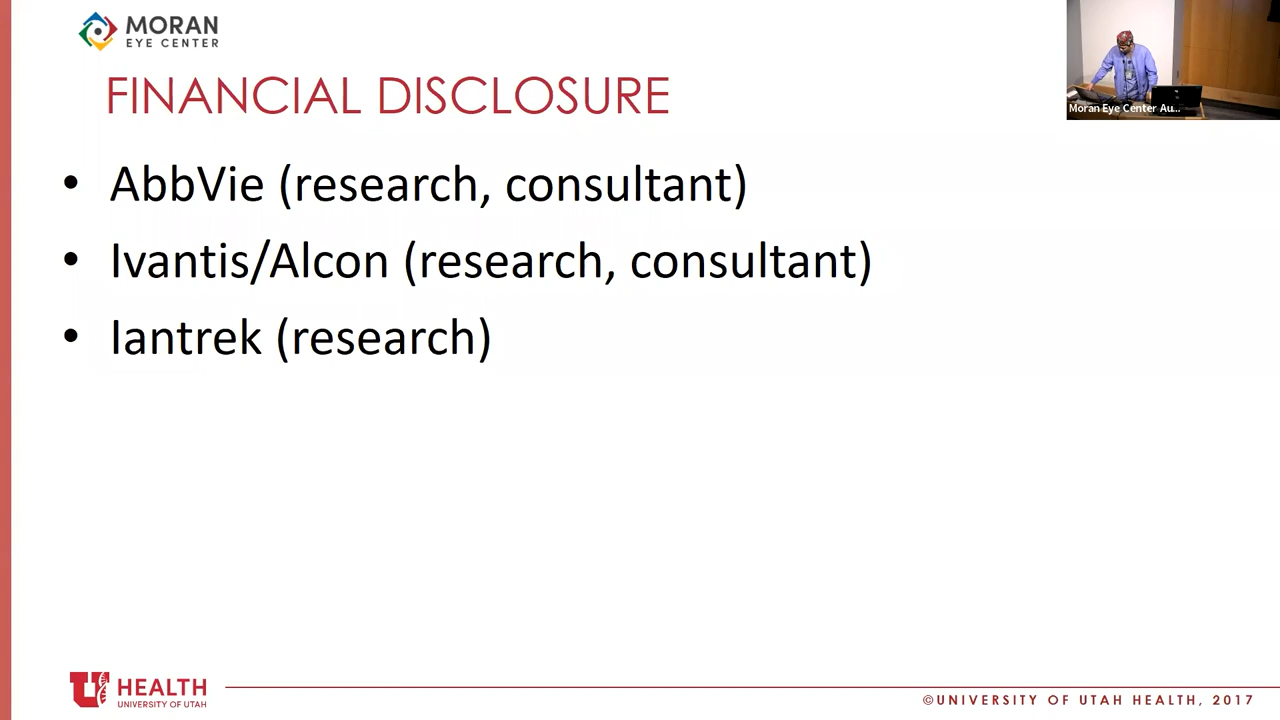 MORAN
EYE CENTER
Moran Eye Center Au...
FINANCIAL DISCLOSURE
• AbbVie (research, consultant)
• Ivantis/Alcon (research, consultant)
• Iantrek (research)
U HEALTH
UNIVERSITY OF UTAH
©UNIVERSITY OF UTAH HEALTH, 2017